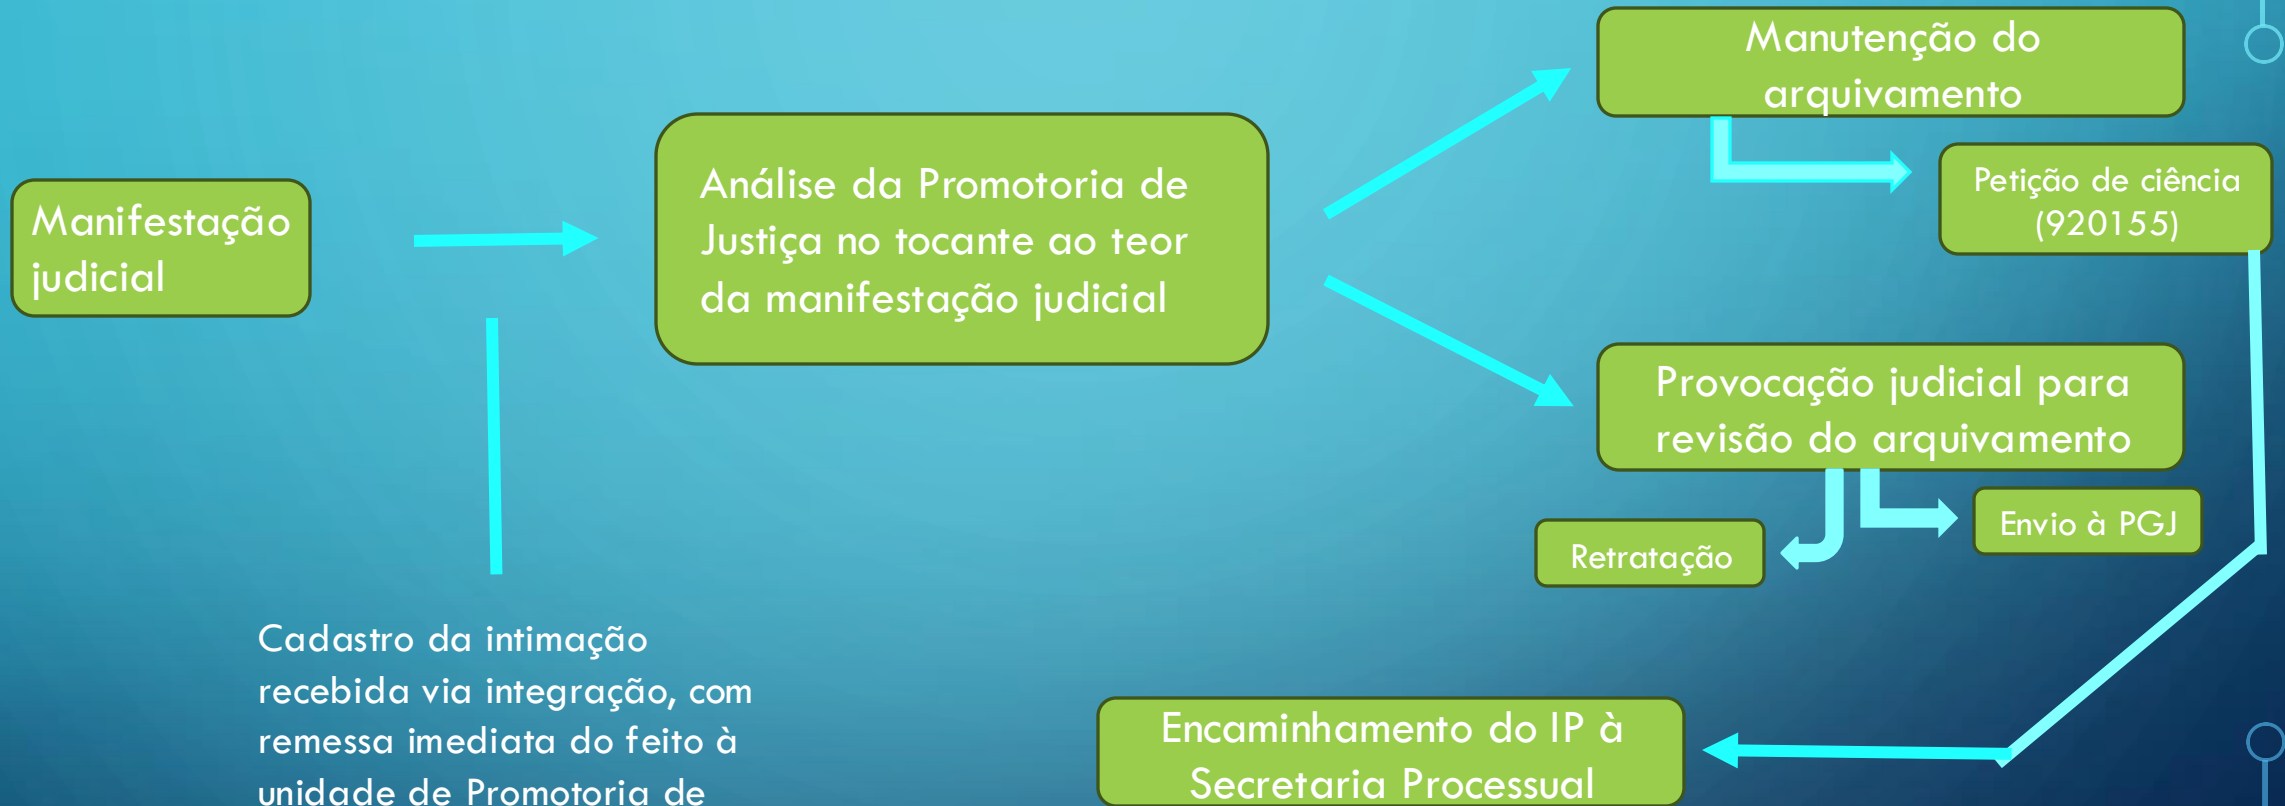 Manifestação
judicial
Análise da Promotoria de
Justiça no tocante ao teor
da manifestação judicial
Manutenção do
arquivamento
Petição de ciência
(920155)
Provocação judicial para
revisão do arquivamento
Retratação
Envio à PGJ
Cadastro da intimação
recebida via integração, com
remessa imediata do feito à
unidade de Promotoria de
Encaminhamento do IP à
Secretaria Processual